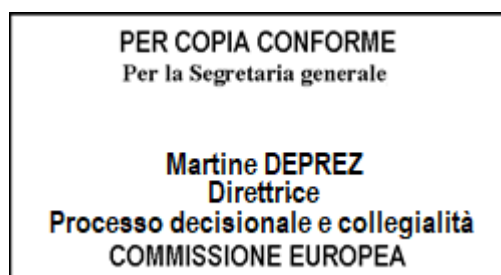 PER COPIA CONFORME
Per la Segretaria generale
Martine DEPREZ
Direttrice
Processo decisionale e collegialità
COMMISSIONE EUROPEA